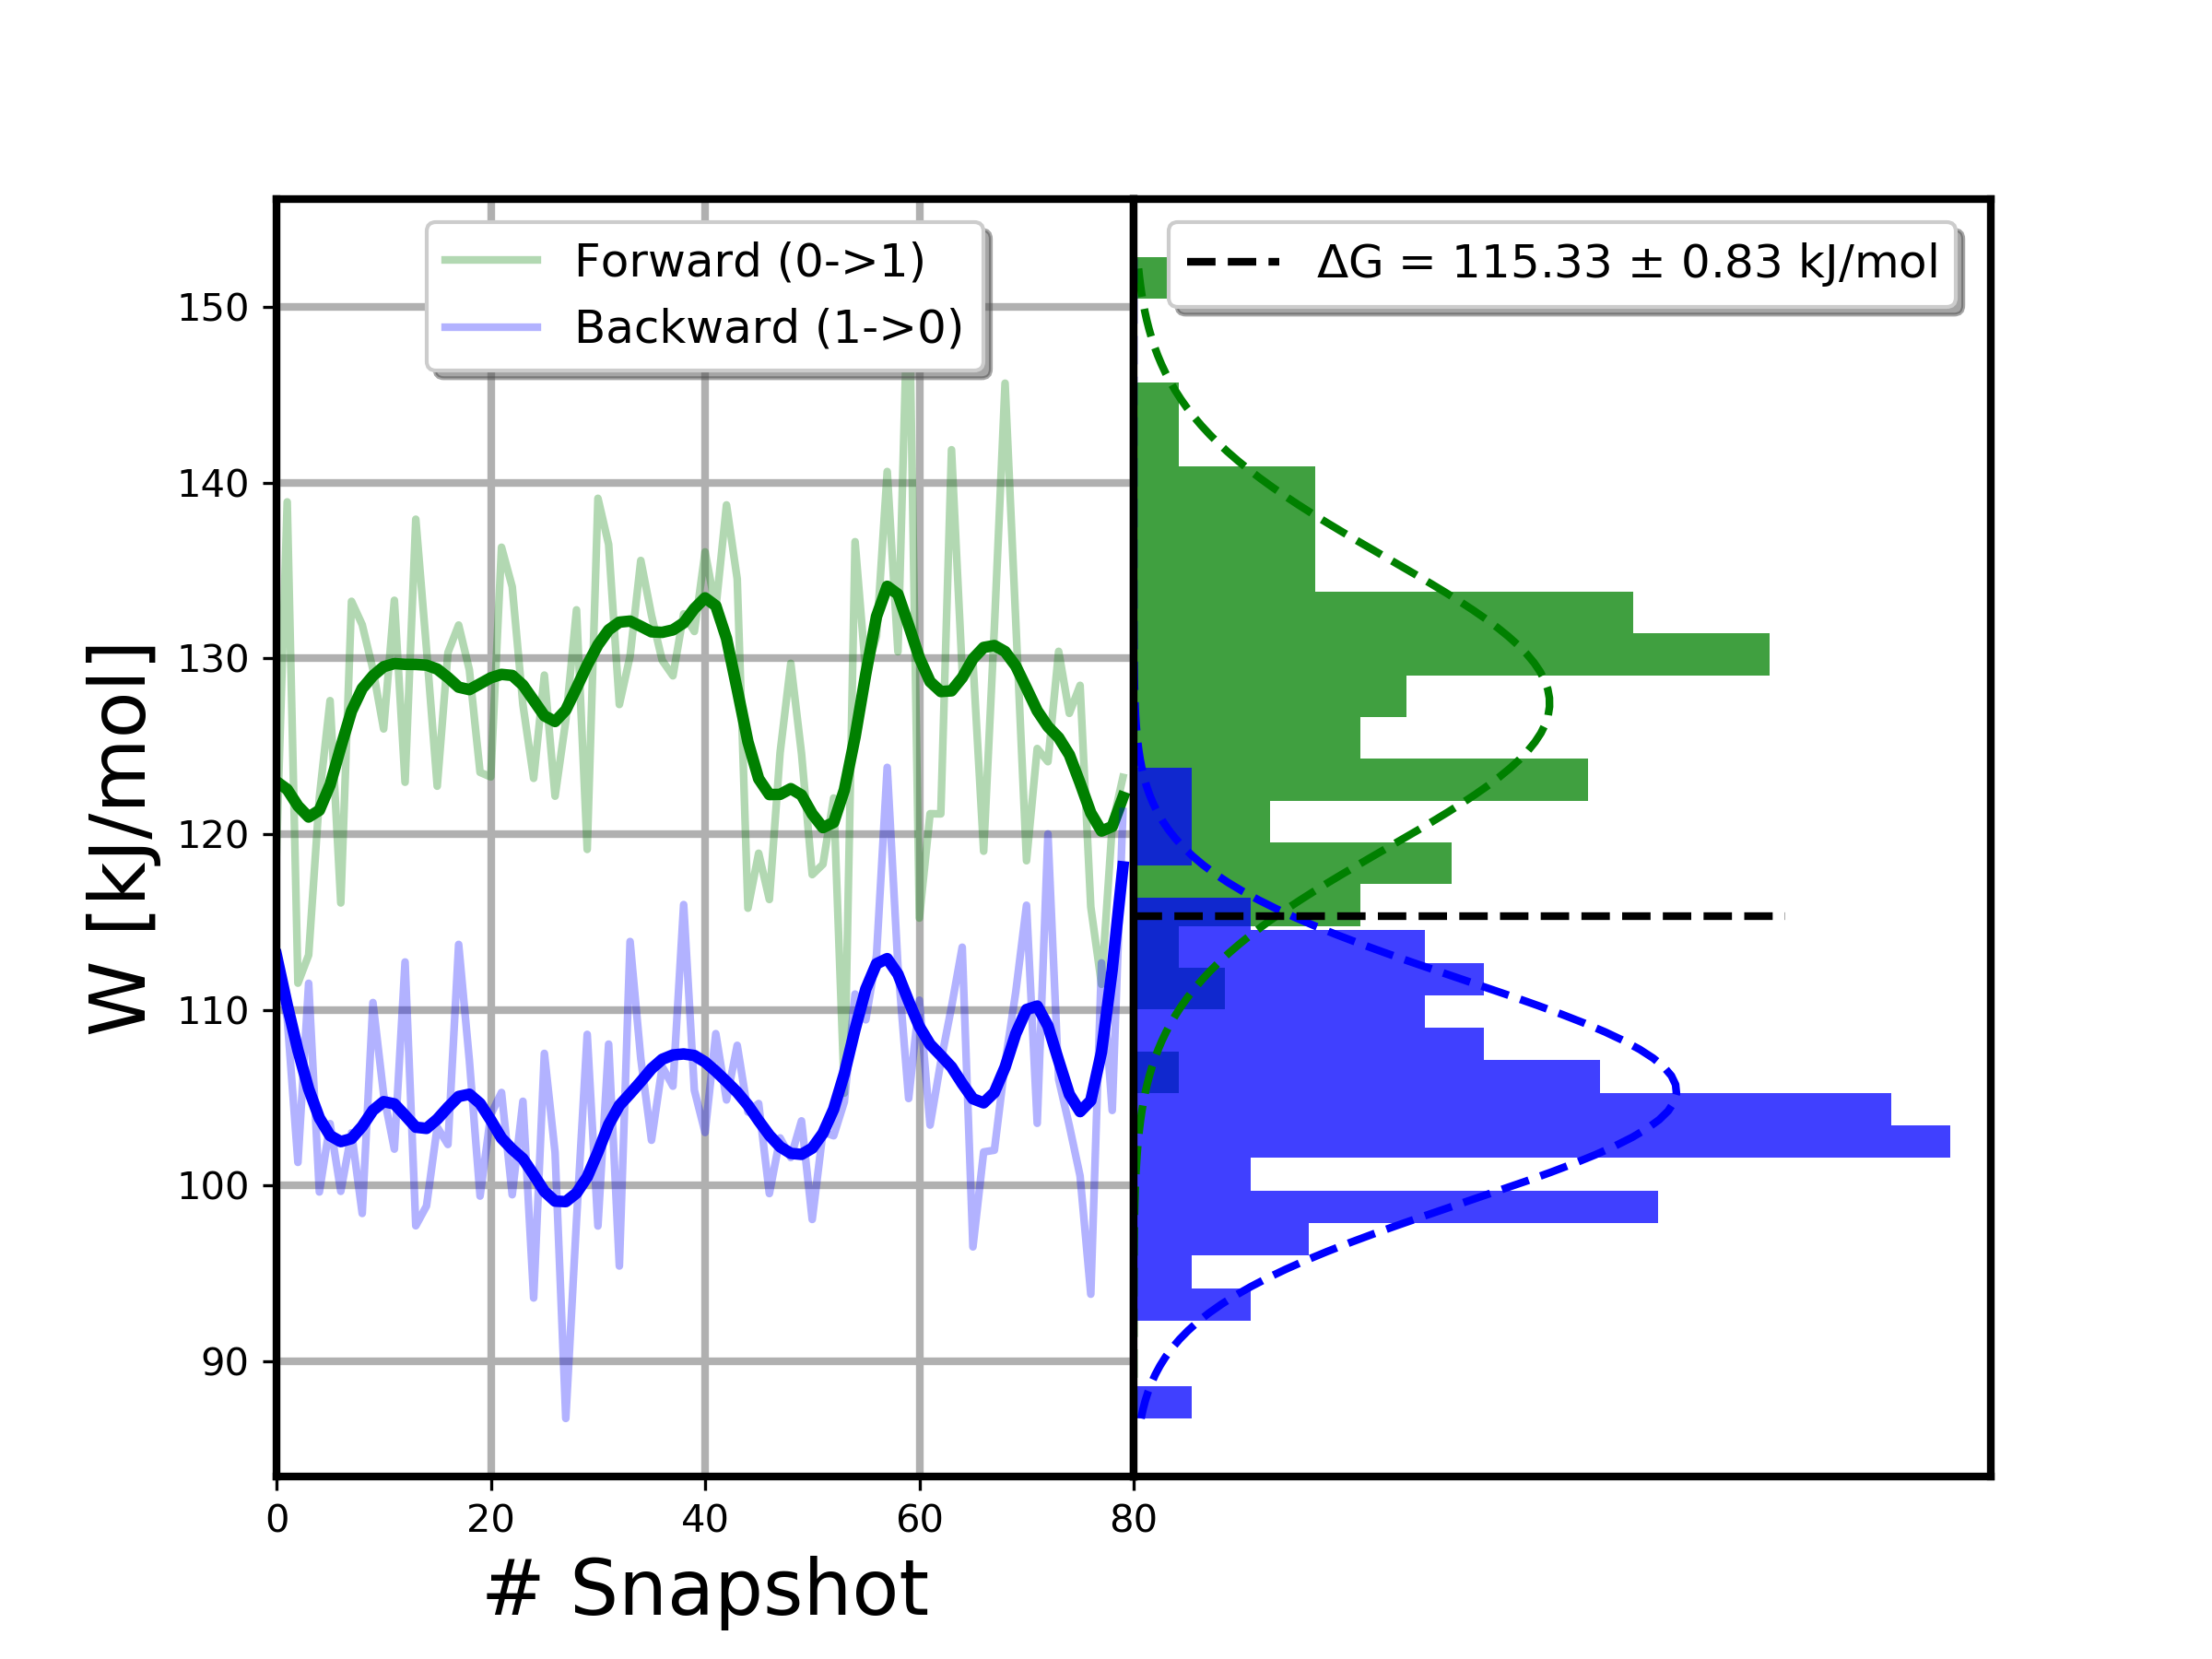 Forward (0->1)
Backward (1->0)
ΔG = 115.33 ± 0.83 kJ/mol
150
140
130
120
110
100
90
W [kJ/mol]
0 20 40 60 80
# Snapshot